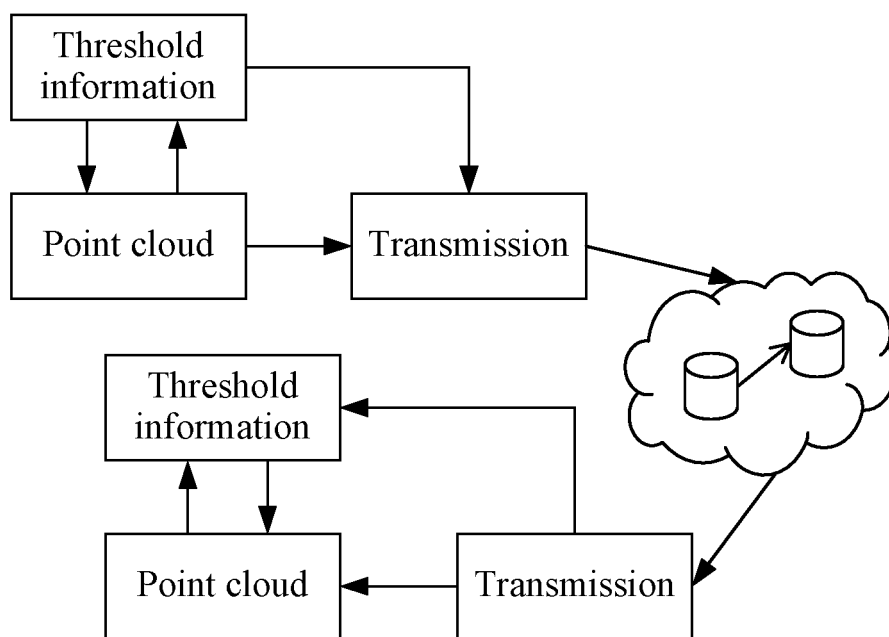 Threshold
information
Point cloud
Transmission
Threshold
information
Point cloud
Transmission